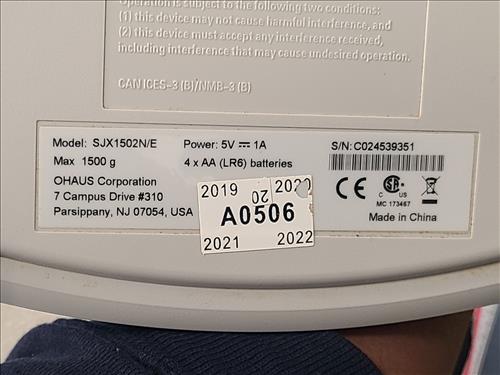 Operation is subject to the following two conditions:
(1) this device may not cause harmful interference, and
(2) this device must accept any interference received,
including interference that may cause undesired operation.
CAN ICES-3 (B)/NMB-3 (B)
Model: SJX1502N/E
Power: 5V ⎓ 1A
S/N: C024539351
Max 1500 g
4 x AA (LR6) batteries
OHAUS Corporation
7 Campus Drive #310
Parsippany, NJ 07054, USA
CE
C US
MC 173467
Made in China
2019
20
2020
A0506
2021
2022